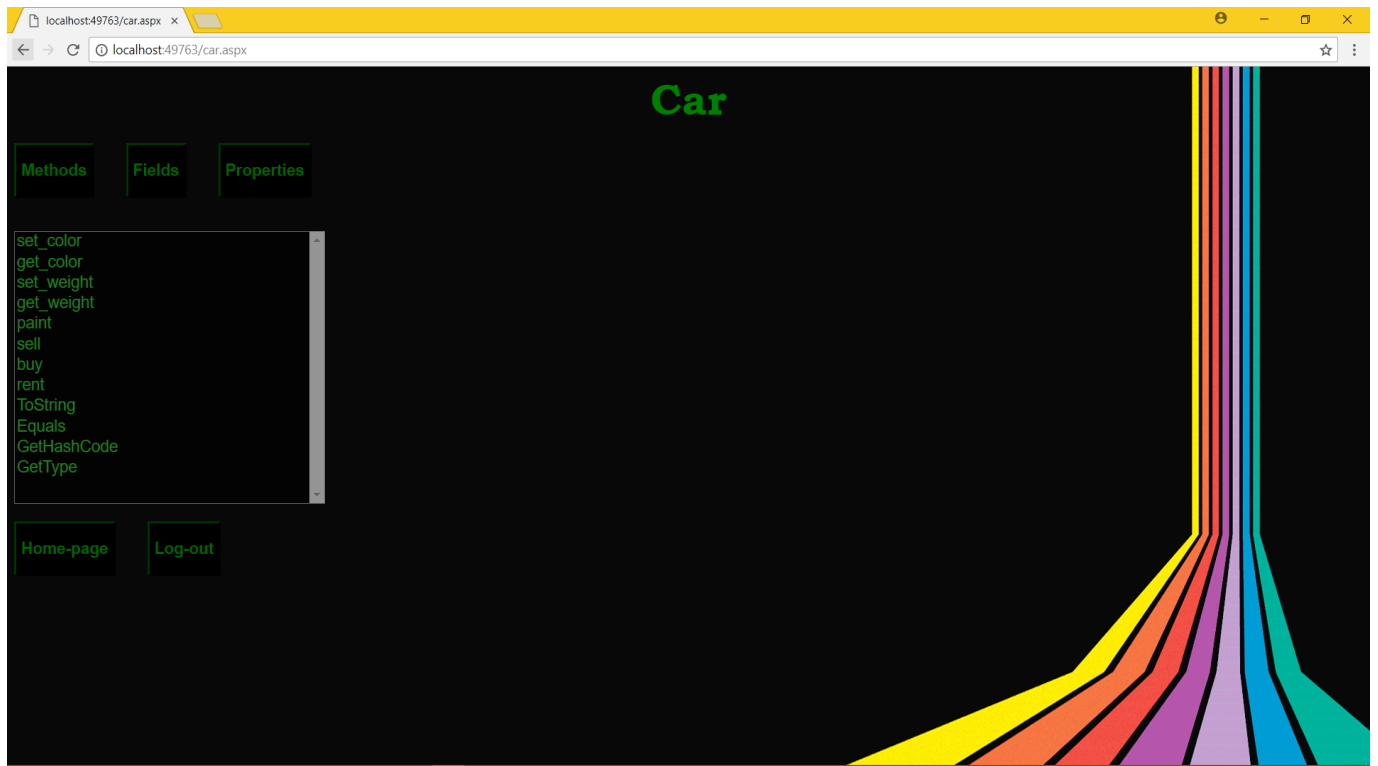 localhost:49763/car.aspx
localhost:49763/car.aspx
Car
Methods Fields Properties
set_color
get_color
set_weight
get_weight
paint
sell
buy
rent
ToString
Equals
GetHashCode
GetType
Home-page Log-out